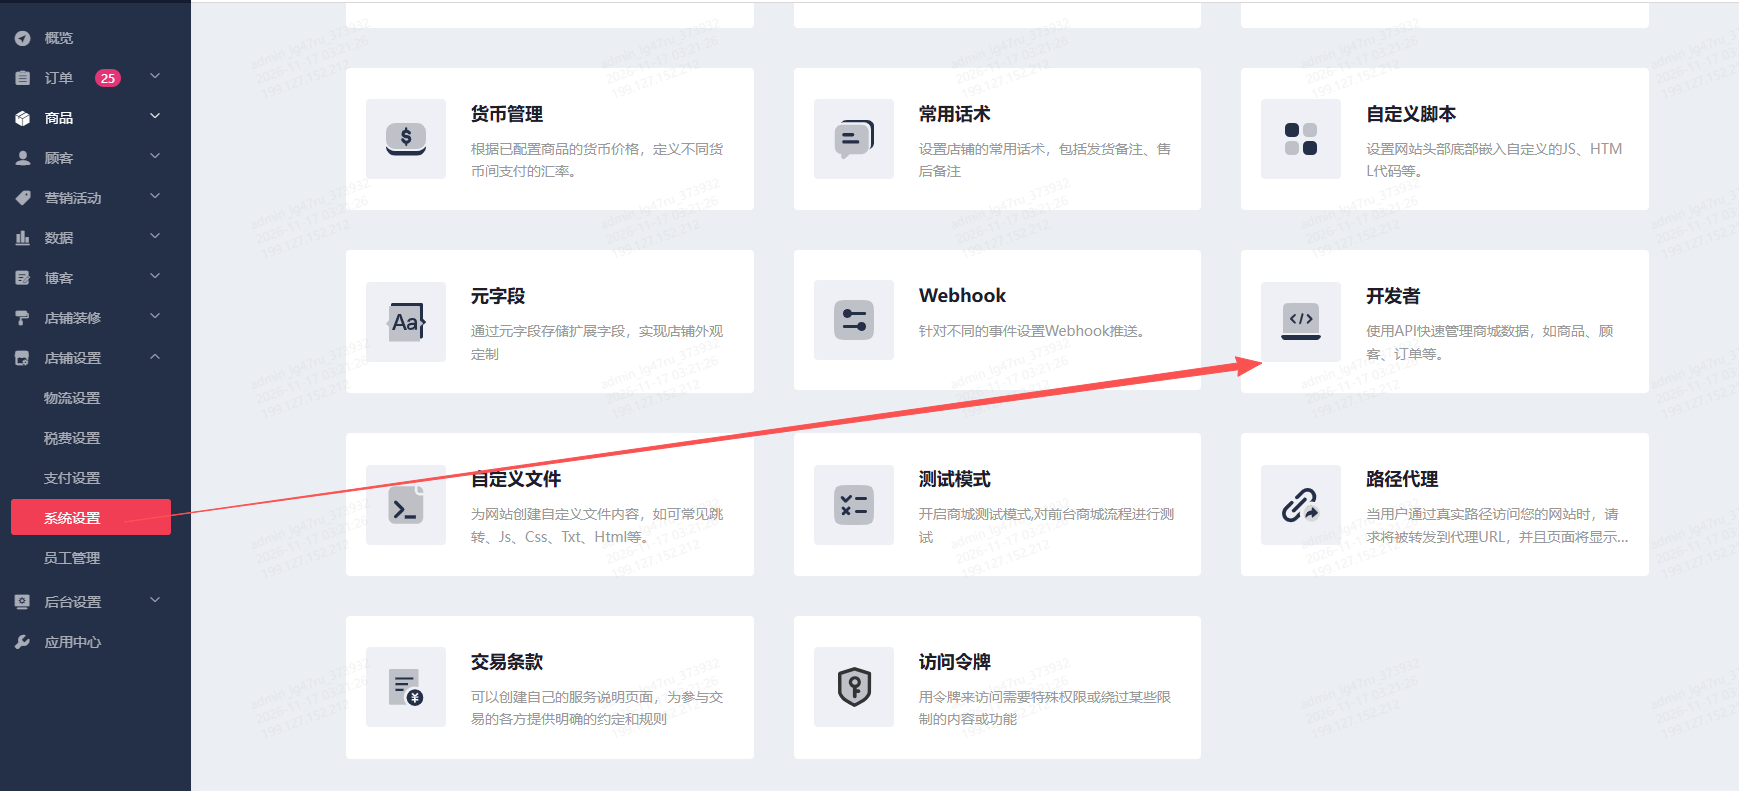 概览
订单 25
商品
顾客
营销活动
数据
博客
店铺装修
店铺设置
物流设置
税费设置
支付设置
系统设置
员工管理
后台设置
应用中心
货币管理
根据已配置商品的货币价格，定义不同货
币间支付的汇率。
常用话术
设置店铺的常用话术，包括发货备注、售
后备注
自定义脚本
设置网站头部底部嵌入自定义的JS、HTM
L代码等。
元字段
通过元字段存储扩展字段，实现店铺外观
定制
Webhook
针对不同的事件设置Webhook推送。
开发者
使用API快速管理商城数据，如商品、顾
客、订单等。
自定义文件
为网站创建自定义文件内容，如可常见跳
转、Js、Css、Txt、Html等。
测试模式
开启商城测试模式,对前台商城流程进行测
试
路径代理
当用户通过真实路径访问您的网站时，请
求将被转发到代理URL，并且页面将显示...
交易条款
可以创建自己的服务说明页面，为参与交
易的各方提供明确的约定和规则
访问令牌
用令牌来访问需要特殊权限或绕过某些限
制的内容或功能
admin_lg47ru_373932
2026-11-17 03:21:26
199.127.152.212